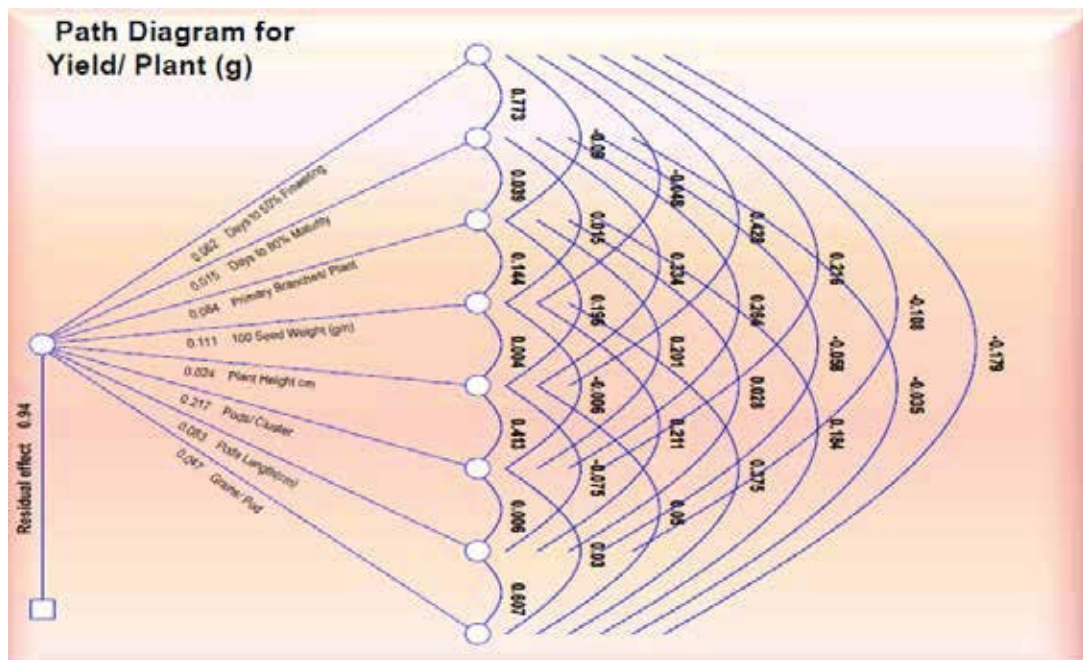 Path Diagram for
Yield/ Plant (g)
0.062 Days to 50% Flowering
0.015 Days to 80% Maturity
0.084 Primary Branches/ Plant
0.111 100 Seed Weight (gm)
0.024 Plant Height cm
0.217 Pods/ Cluster
0.083 Pods Length(cm)
0.047 Grains/ Pod
Residual effect 0.94
0.773
0.039
0.144
0.004
0.413
0.006
0.607
-0.09
0.015
0.196
-0.006
-0.075
0.03
-0.048
0.334
0.201
0.211
0.05
0.428
0.264
0.028
0.375
0.216
-0.058
0.184
-0.108
-0.035
-0.179